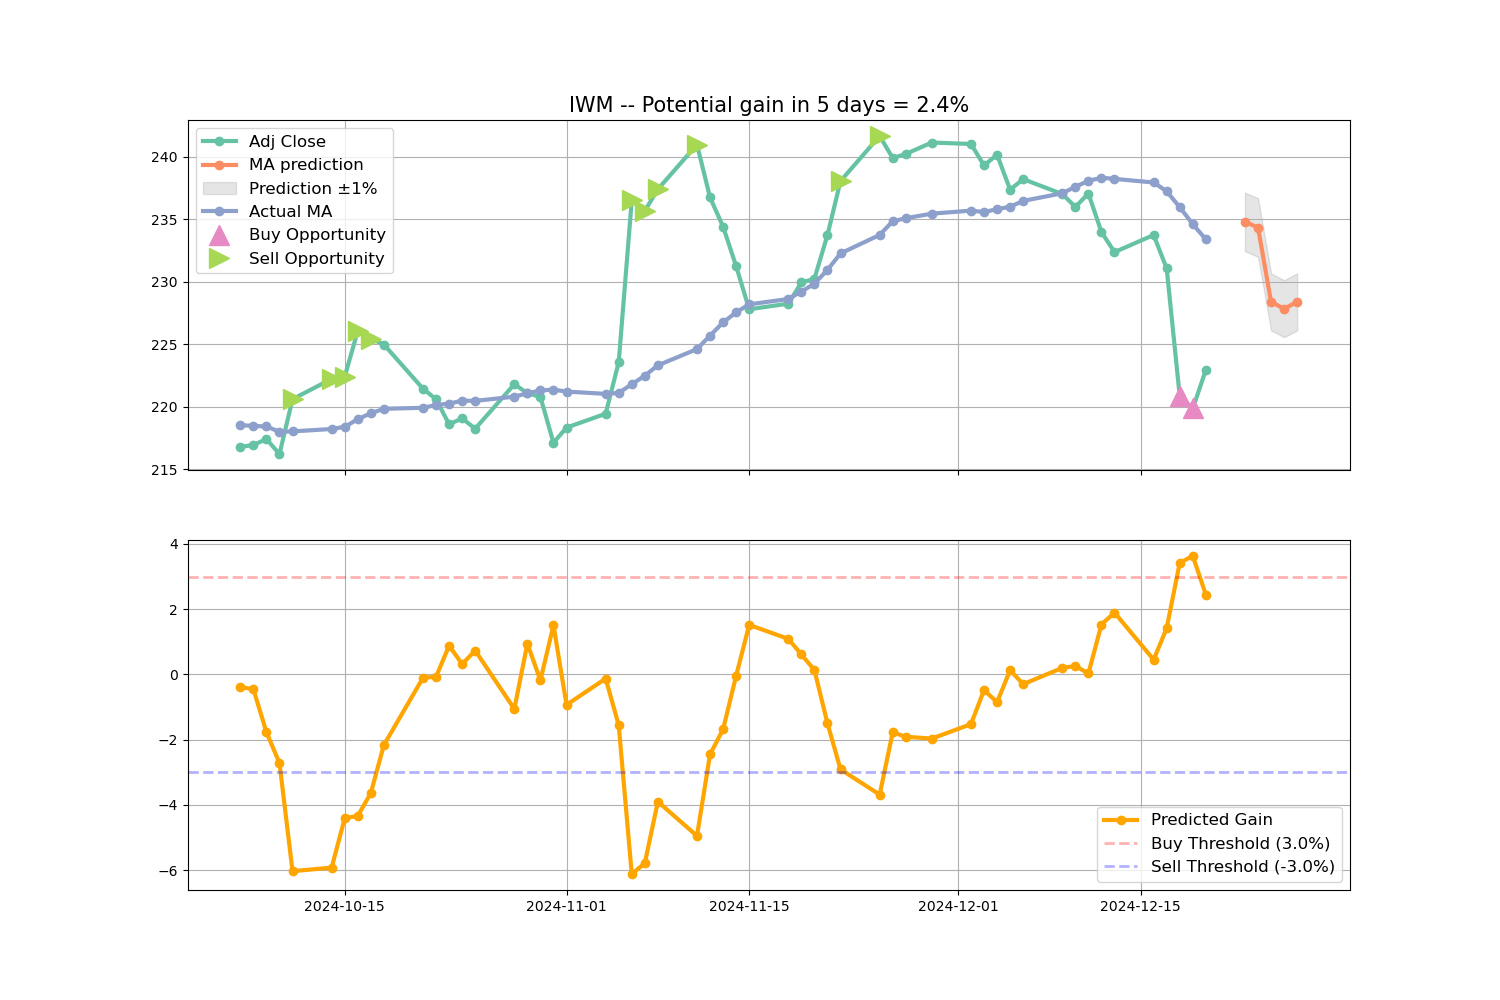 IWM -- Potential gain in 5 days = 2.4%
Adj Close
MA prediction
Prediction ±1%
Actual MA
Buy Opportunity
Sell Opportunity
240
235
230
225
220
215
4
2
0
−2
−4
−6
Predicted Gain
Buy Threshold (3.0%)
Sell Threshold (-3.0%)
2024-10-15
2024-11-01
2024-11-15
2024-12-01
2024-12-15